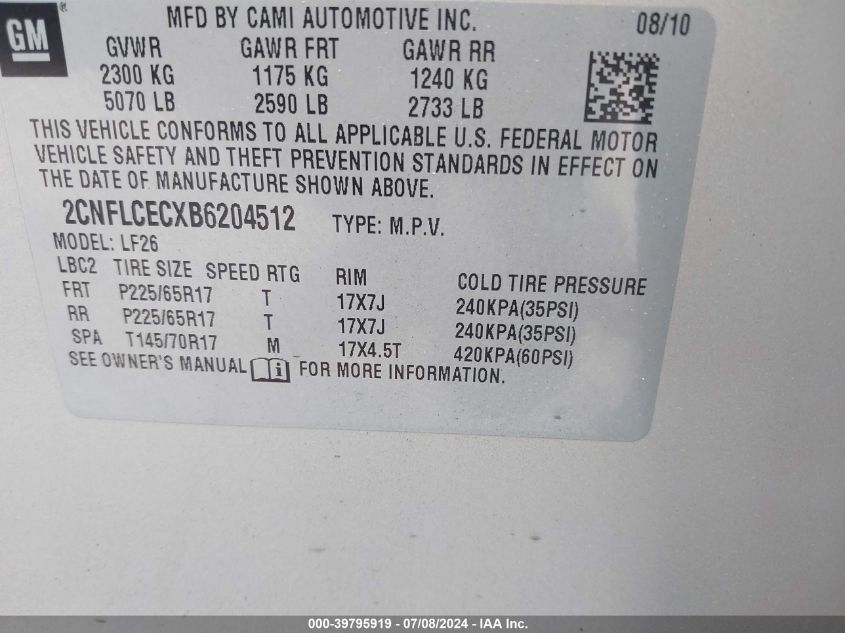 GM ®
MFD BY CAMI AUTOMOTIVE INC. 08/10
GVWR GAWR FRT GAWR RR
2300 KG 1175 KG 1240 KG
5070 LB 2590 LB 2733 LB
THIS VEHICLE CONFORMS TO ALL APPLICABLE U.S. FEDERAL MOTOR
VEHICLE SAFETY AND THEFT PREVENTION STANDARDS IN EFFECT ON
THE DATE OF MANUFACTURE SHOWN ABOVE.
2CNFLCECXB6204512 TYPE: M.P.V.
MODEL: LF26
LBC2 TIRE SIZE SPEED RTG RIM COLD TIRE PRESSURE
FRT P225/65R17 T 17X7J 240KPA(35PSI)
RR P225/65R17 T 17X7J 240KPA(35PSI)
SPA T145/70R17 M 17X4.5T 420KPA(60PSI)
SEE OWNER'S MANUAL i FOR MORE INFORMATION.
000-39795919 - 07/08/2024 - IAA Inc.